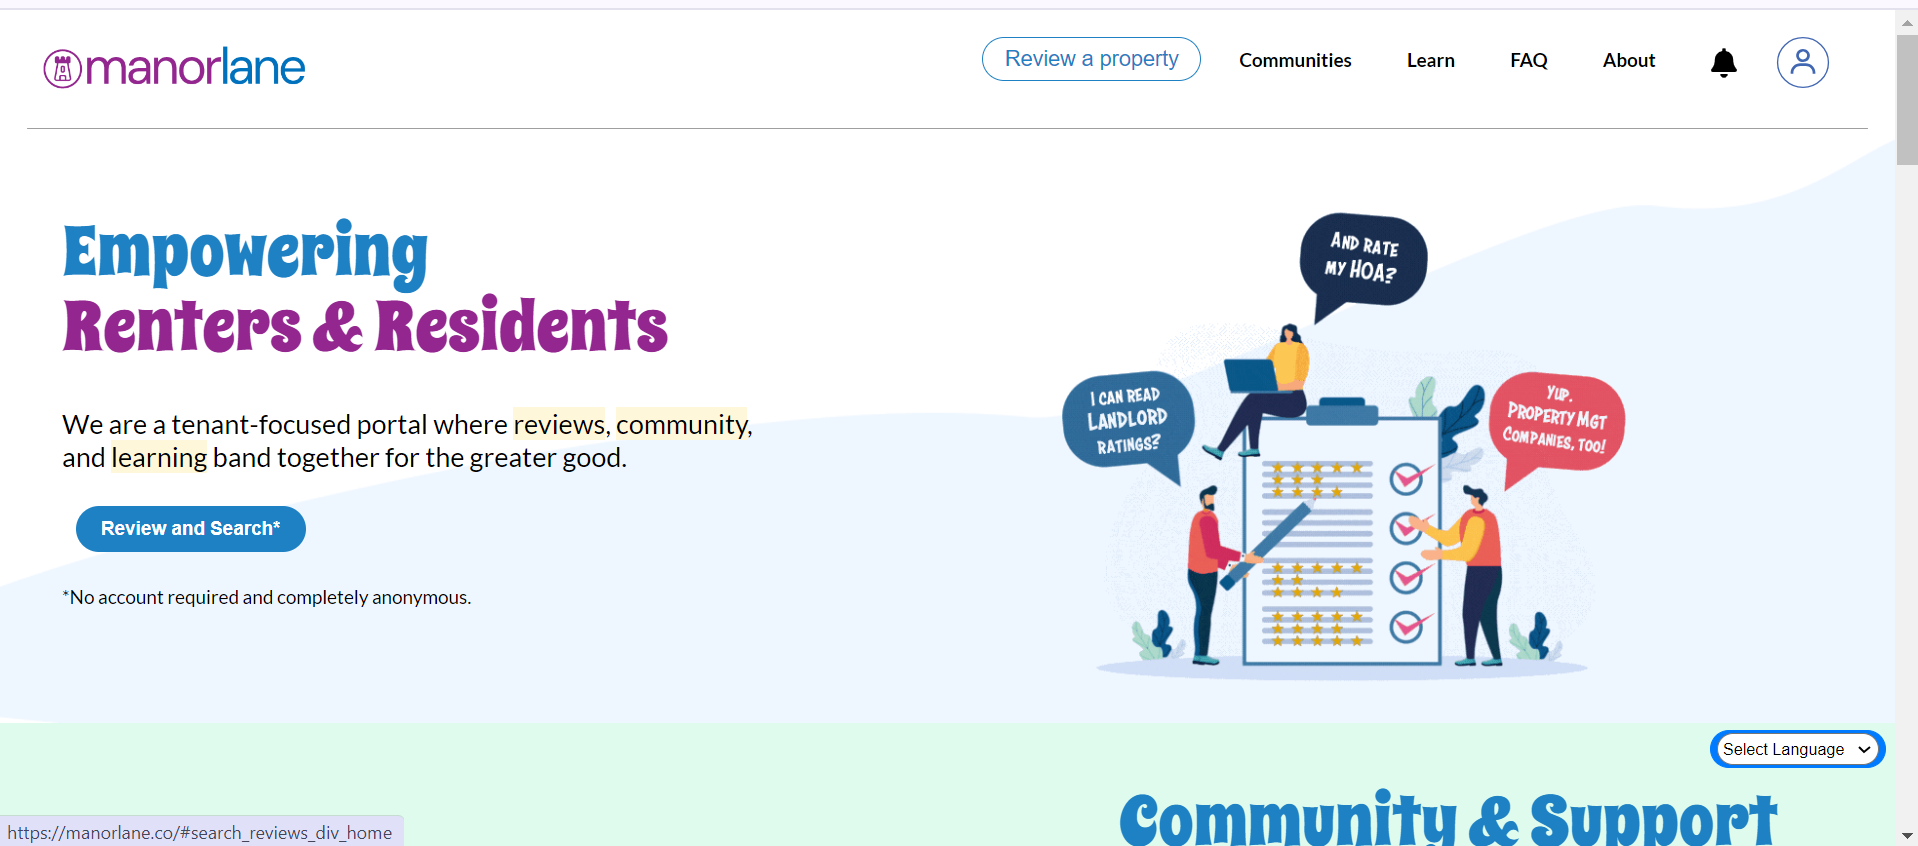 manorlane
Review a property
Communities
Learn
FAQ
About
Empowering
Renters & Residents
We are a tenant-focused portal where reviews, community,
and learning band together for the greater good.
Review and Search*
*No account required and completely anonymous.
AND RATE
MY HOA?
I CAN READ
LANDLORD
RATINGS?
YUP.
PROPERTY MGT
COMPANIES, TOO!
Select Language
Community & Support
https://manorlane.co/#search_reviews_div_home